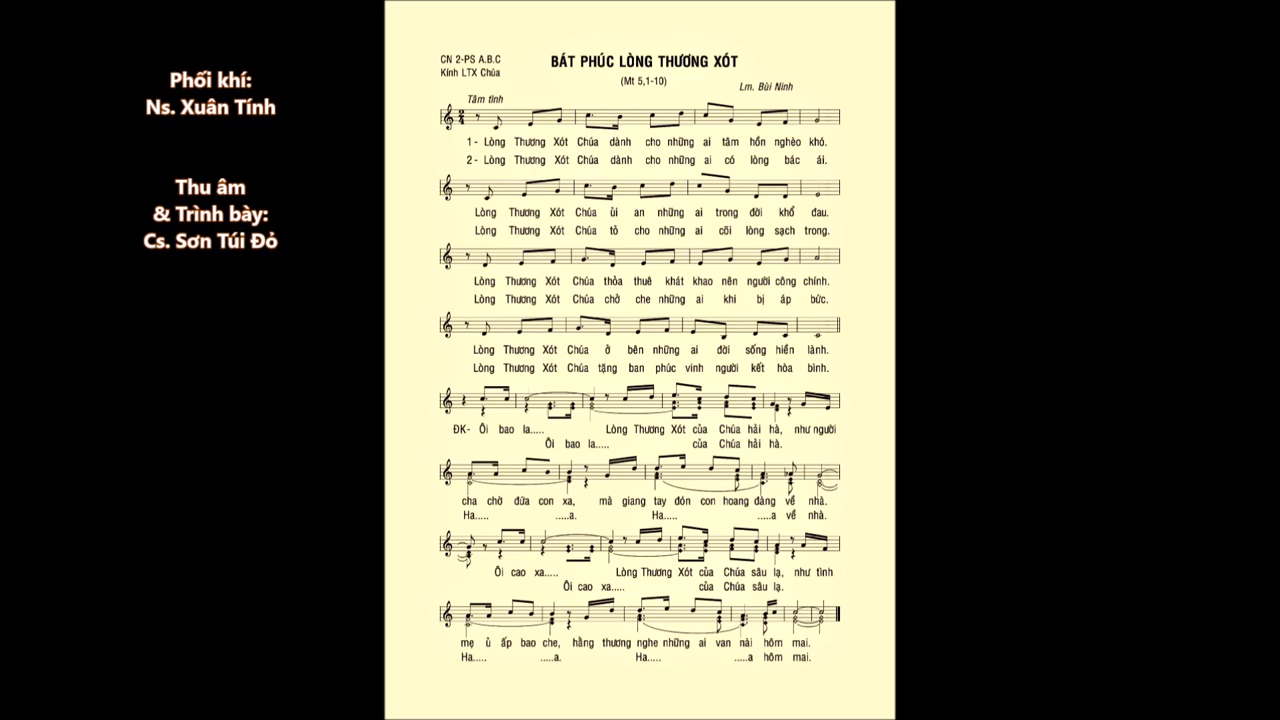 Phối khí:
Ns. Xuân Tính
Thu âm
& Trình bày:
Cs. Sơn Túi Đỏ
CN 2-PS A.B.C
Kính LTX Chúa
BÁT PHÚC LÒNG THƯƠNG XÓT
(Mt 5,1-10)
Lm. Bùi Ninh
Tâm tình
1- Lòng Thương Xót Chúa dành cho những ai tâm hồn nghèo khó.
2- Lòng Thương Xót Chúa dành cho những ai có lòng bác ái.
Lòng Thương Xót Chúa ủi an những ai trong đời khổ đau.
Lòng Thương Xót Chúa tỏ cho những ai cõi lòng sạch trong.
Lòng Thương Xót Chúa thỏa thuê khát khao nên người công chính.
Lòng Thương Xót Chúa chở che những ai khi bị áp bức.
Lòng Thương Xót Chúa ở bên những ai đời sống hiền lành.
Lòng Thương Xót Chúa tặng ban phúc vinh người kết hòa bình.
ĐK- Ôi bao la..... Lòng Thương Xót của Chúa hải hà, như người
Ôi bao la..... của Chúa hải hà.
cha chờ đứa con xa, mà giang tay đón con hoang đàng về nhà.
Ha..... .....a. Ha..... .....a về nhà.
Ôi cao xa..... Lòng Thương Xót của Chúa sâu lạ, như tình
Ôi cao xa..... của Chúa sâu lạ.
mẹ ủ ấp bao che, hằng thương nghe những ai van nài hôm mai.
Ha..... .....a. Ha..... .....a hôm mai.